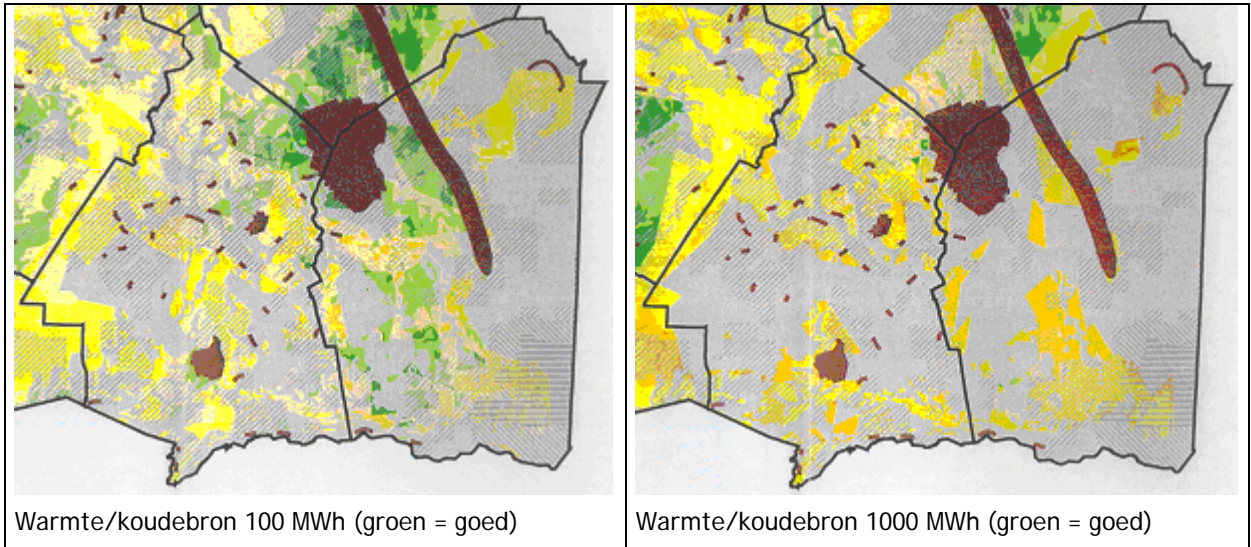 Warmte/koudebron 100 MWh (groen = goed)
Warmte/koudebron 1000 MWh (groen = goed)